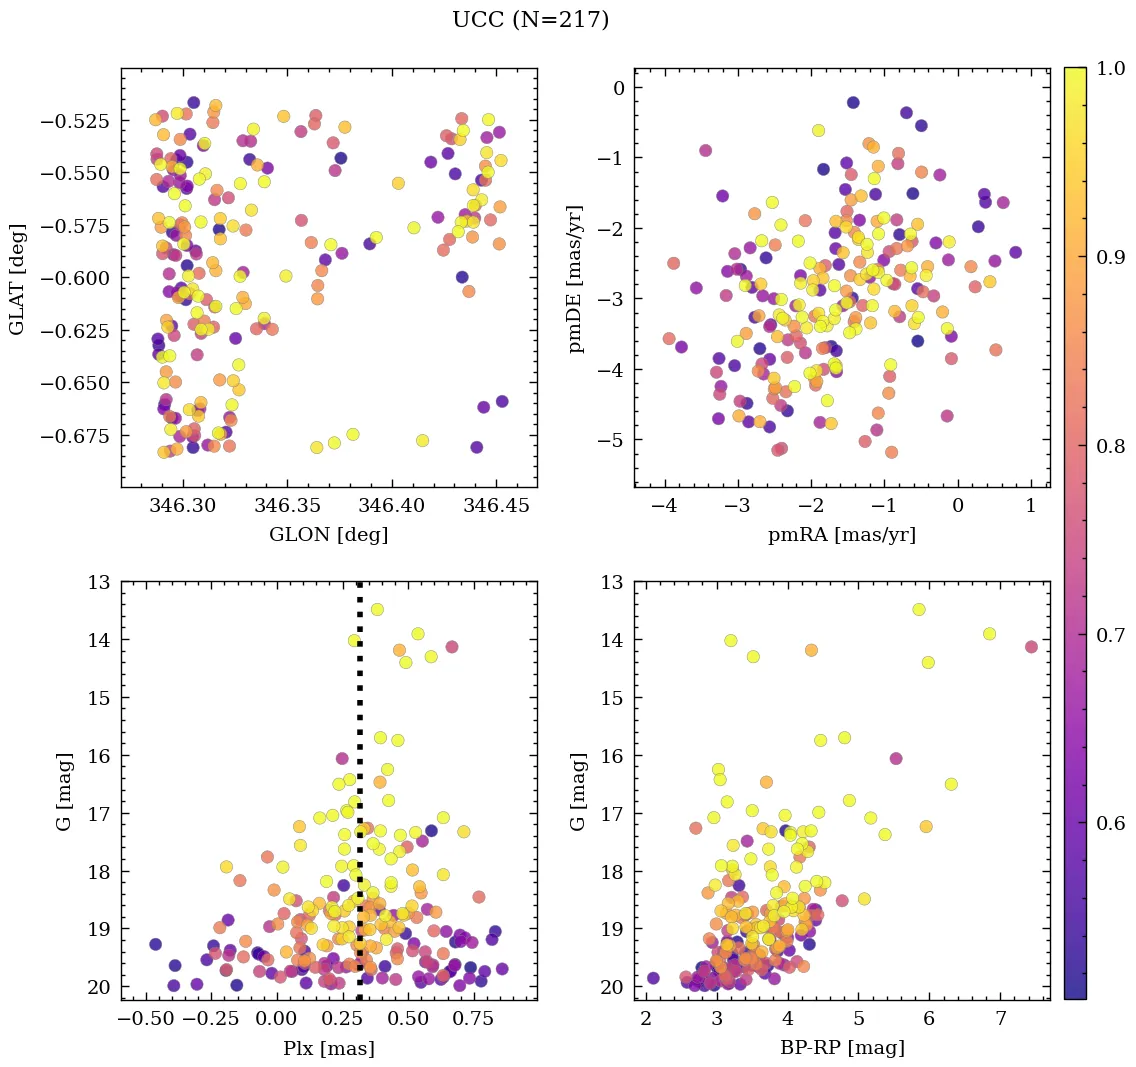 UCC (N=217)
−0.525
−0.550
−0.575
−0.600
−0.625
−0.650
−0.675
GLAT [deg]
346.30 346.35 346.40 346.45
GLON [deg]
0
−1
−2
−3
−4
−5
pmDE [mas/yr]
−4 −3 −2 −1 0 1
pmRA [mas/yr]
1.0
0.9
0.8
0.7
0.6
13
14
15
16
17
18
19
20
G [mag]
−0.50 −0.25 0.00 0.25 0.50 0.75
Plx [mas]
13
14
15
16
17
18
19
20
G [mag]
2 3 4 5 6 7
BP-RP [mag]